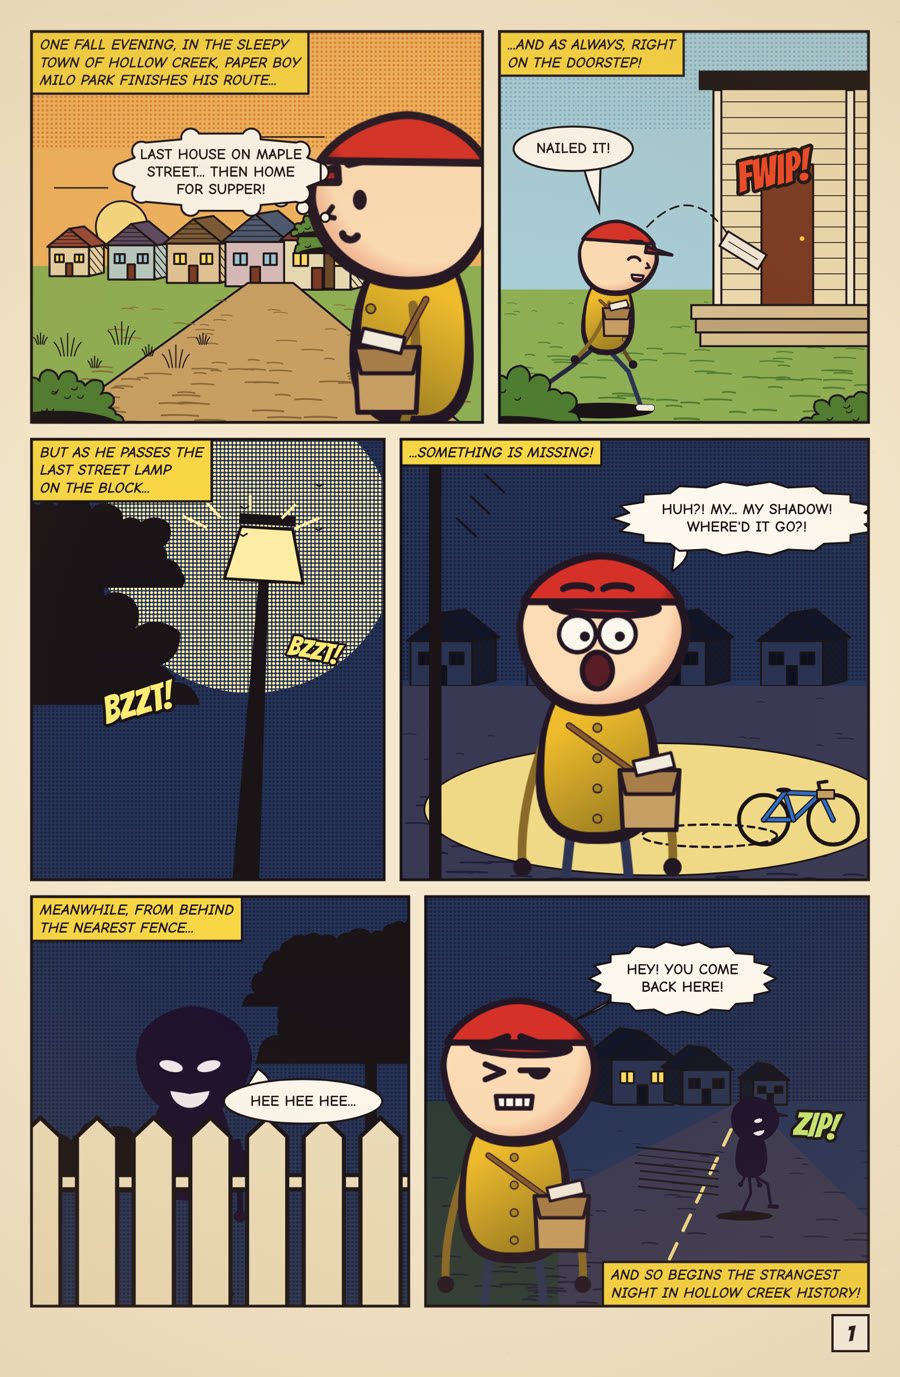 ONE FALL EVENING, IN THE SLEEPY
TOWN OF HOLLOW CREEK, PAPER BOY
MILO PARK FINISHES HIS ROUTE...
LAST HOUSE ON MAPLE
STREET... THEN HOME
FOR SUPPER!
...AND AS ALWAYS, RIGHT
ON THE DOORSTEP!
NAILED IT!
FWIP!
BUT AS HE PASSES THE
LAST STREET LAMP
ON THE BLOCK...
BZZT!
BZZT!
...SOMETHING IS MISSING!
HUH?! MY... MY SHADOW!
WHERE'D IT GO?!
MEANWHILE, FROM BEHIND
THE NEAREST FENCE...
HEE HEE HEE...
HEY! YOU COME
BACK HERE!
ZIP!
AND SO BEGINS THE STRANGEST
NIGHT IN HOLLOW CREEK HISTORY!
1